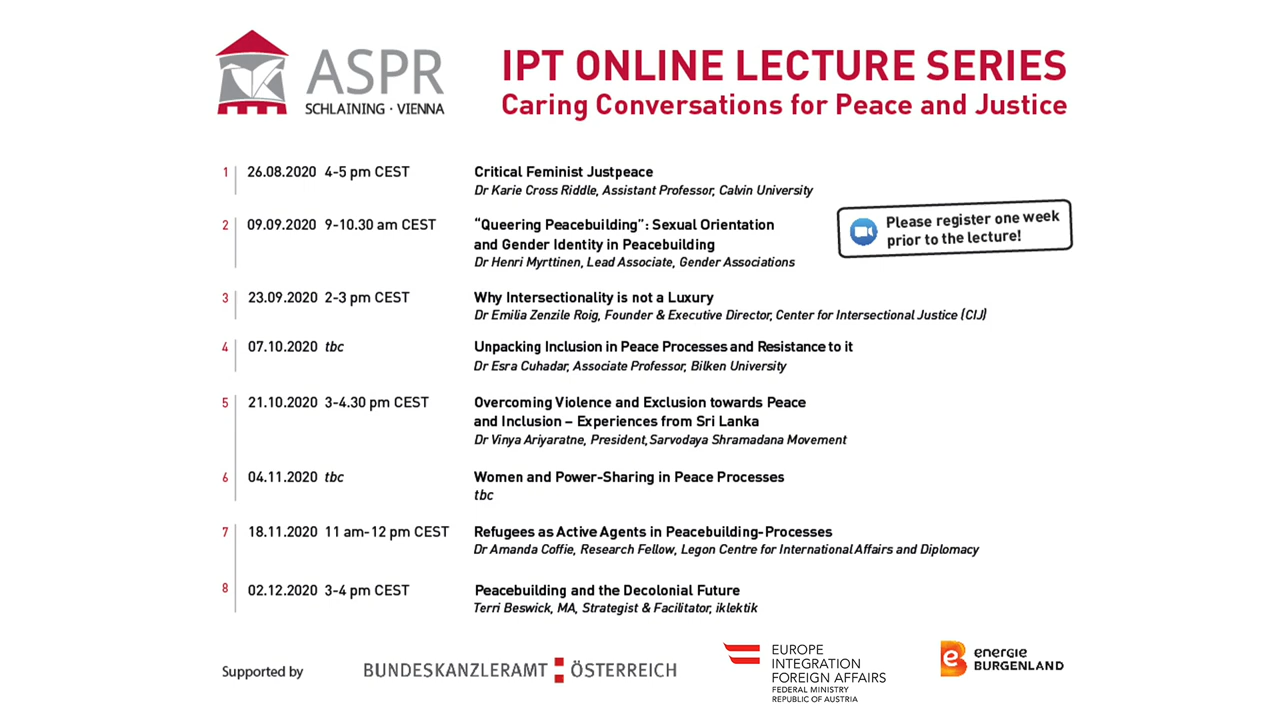 ASPR
SCHLAINING · VIENNA
IPT ONLINE LECTURE SERIES
Caring Conversations for Peace and Justice
1 26.08.2020 4-5 pm CEST Critical Feminist Justpeace
Dr Karie Cross Riddle, Assistant Professor, Calvin University
2 09.09.2020 9-10.30 am CEST “Queering Peacebuilding”: Sexual Orientation
and Gender Identity in Peacebuilding
Dr Henri Myrttinen, Lead Associate, Gender Associations
Please register one week
prior to the lecture!
3 23.09.2020 2-3 pm CEST Why Intersectionality is not a Luxury
Dr Emilia Zenzile Roig, Founder & Executive Director, Center for Intersectional Justice (CIJ)
4 07.10.2020 tbc Unpacking Inclusion in Peace Processes and Resistance to it
Dr Esra Cuhadar, Associate Professor, Bilken University
5 21.10.2020 3-4.30 pm CEST Overcoming Violence and Exclusion towards Peace
and Inclusion – Experiences from Sri Lanka
Dr Vinya Ariyaratne, President, Sarvodaya Shramadana Movement
6 04.11.2020 tbc Women and Power-Sharing in Peace Processes
tbc
7 18.11.2020 11 am-12 pm CEST Refugees as Active Agents in Peacebuilding-Processes
Dr Amanda Coffie, Research Fellow, Legon Centre for International Affairs and Diplomacy
8 02.12.2020 3-4 pm CEST Peacebuilding and the Decolonial Future
Terri Beswick, MA, Strategist & Facilitator, iklektik
Supported by
BUNDESKANZLERAMT ÖSTERREICH
EUROPE
INTEGRATION
FOREIGN AFFAIRS
FEDERAL MINISTRY
REPUBLIC OF AUSTRIA
energie
BURGENLAND